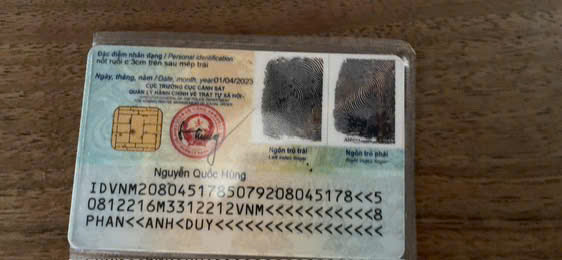 Đặc điểm nhân dạng / Personal identification
nốt ruồi c 3cm trên sau mép trái
Ngày, tháng, năm / Date, month, year 01/04/2023
CỤC TRƯỞNG CỤC CẢNH SÁT
QUẢN LÝ HÀNH CHÍNH VỀ TRẬT TỰ XÃ HỘI
Nguyễn Quốc Hùng
Ngón trỏ trái
Left index finger
Ngón trỏ phải
Right index finger
IDVNM2080451785079208045178<<5
0812216M3312212VNM<<<<<<<<<<<8
PHAN<<ANH<DUY<<<<<<<<<<<<<<<<<